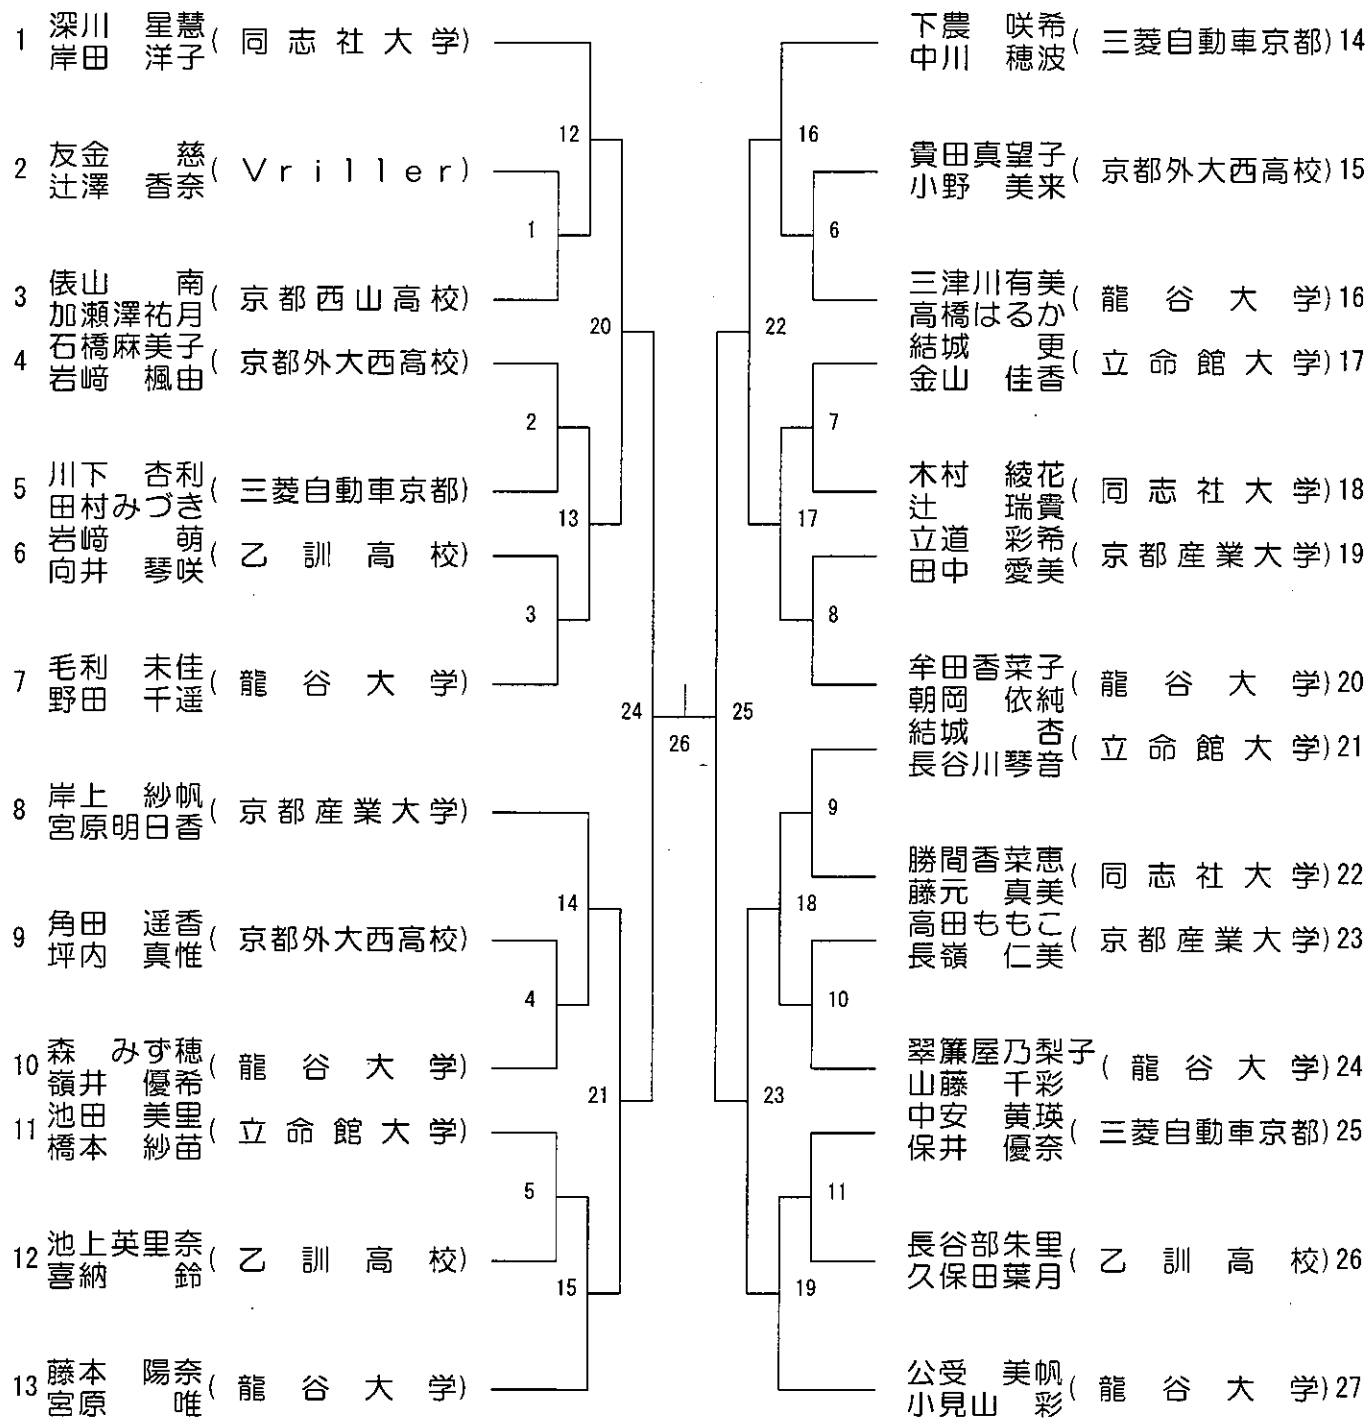 1 深川 星慧 ( 同志社大学)
岸田 洋子
12
2 友金 慈 ( Vriller)
辻澤 香奈
1
3 俵山 南 ( 京都西山高校)
加瀬澤祐月
20
4 石橋麻美子 ( 京都外大西高校)
岩﨑 楓由
2
5 川下 杏利 ( 三菱自動車京都)
田村みづき
13
6 岩﨑 萌 ( 乙訓高校)
向井 琴咲
3
7 毛利 未佳 ( 龍谷大学)
野田 千遥
24
26
8 岸上 紗帆 ( 京都産業大学)
宮原明日香
14
9 角田 遥香 ( 京都外大西高校)
坪内 真惟
4
10 森 みず穂 ( 龍谷大学)
嶺井 優希
21
11 池田 美里 ( 立命館大学)
橋本 紗苗
5
12 池上英里奈 ( 乙訓高校)
喜納 鈴
15
13 藤本 陽奈 ( 龍谷大学)
宮原 唯
下農 咲希 ( 三菱自動車京都) 14
中川 穂波
16
貴田真望子 ( 京都外大西高校) 15
小野 美来
6
三津川有美 ( 龍谷大学) 16
高橋はるか
22
結城 更 ( 立命館大学) 17
金山 佳香
7
木村 綾花 ( 同志社大学) 18
辻 瑞貴
17
立道 彩希 ( 京都産業大学) 19
田中 愛美
8
牟田香菜子 ( 龍谷大学) 20
朝岡 依純
25
結城 杏 ( 立命館大学) 21
長谷川琴音
9
勝間香菜恵 ( 同志社大学) 22
藤元 真美
18
高田ももこ ( 京都産業大学) 23
長嶺 仁美
10
翠簾屋乃梨子 ( 龍谷大学) 24
山藤 千彩
23
中安 黄瑛 ( 三菱自動車京都) 25
保井 優奈
11
長谷部朱里 ( 乙訓高校) 26
久保田葉月
19
公受 美帆 ( 龍谷大学) 27
小見山 彩